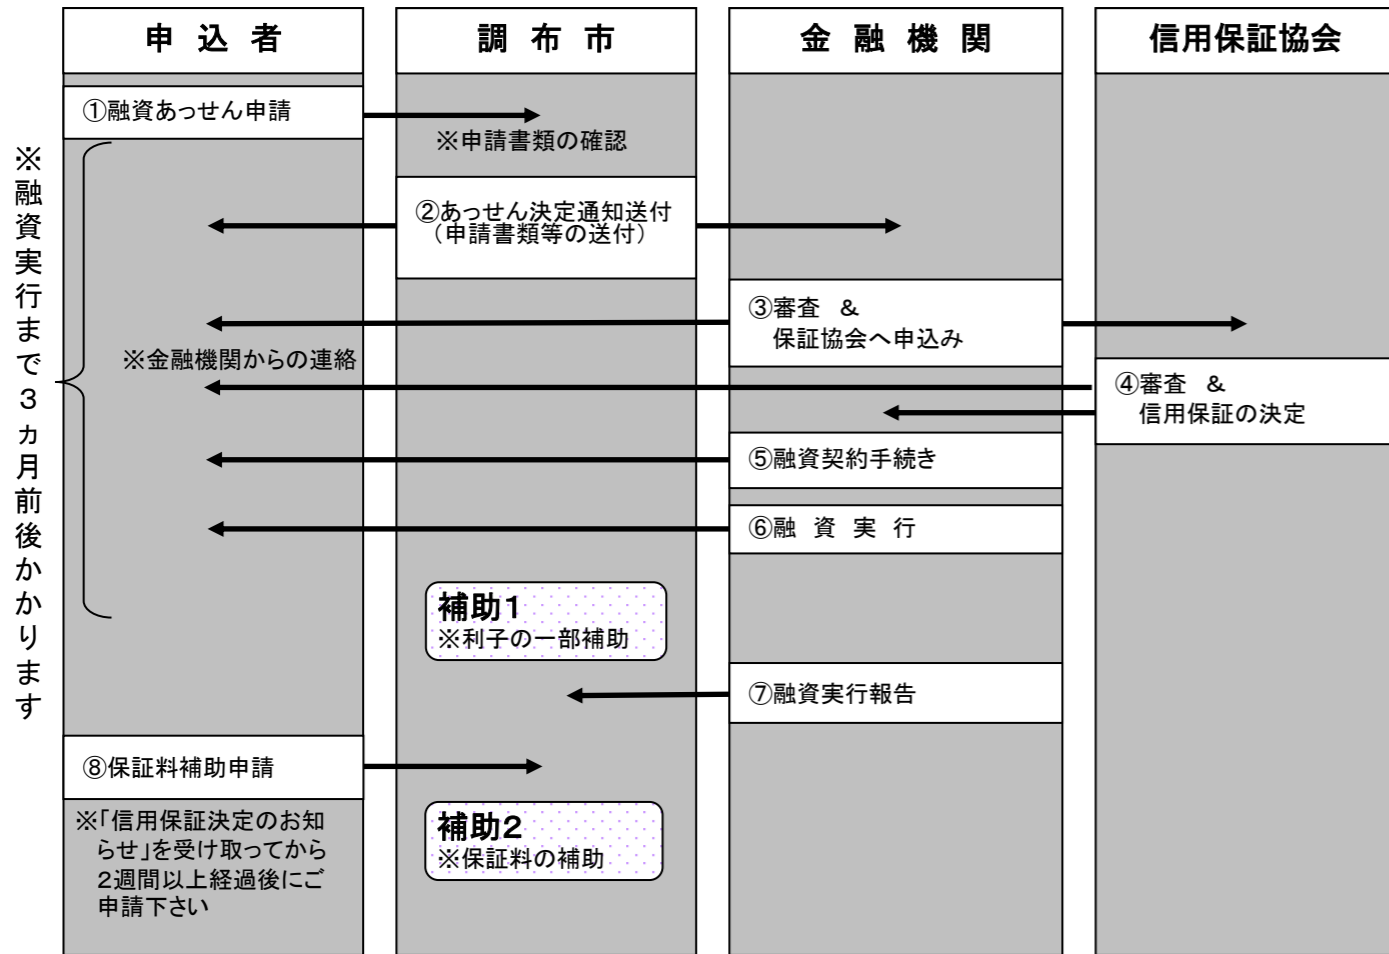 申 込 者
調 布 市
金 融 機 関
信用保証協会
①融資あっせん申請
※申請書類の確認
②あっせん決定通知送付
（申請書類等の送付）
③審査　＆
保証協会へ申込み
※金融機関からの連絡
④審査　＆
信用保証の決定
⑤融資契約手続き
⑥融　資　実　行
補助1
※利子の一部補助
⑦融資実行報告
⑧保証料補助申請
※「信用保証決定のお知
らせ」を受け取ってから
2週間以上経過後にご
申請下さい
補助2
※保証料の補助
※融資実行まで3ヵ月前後かかります